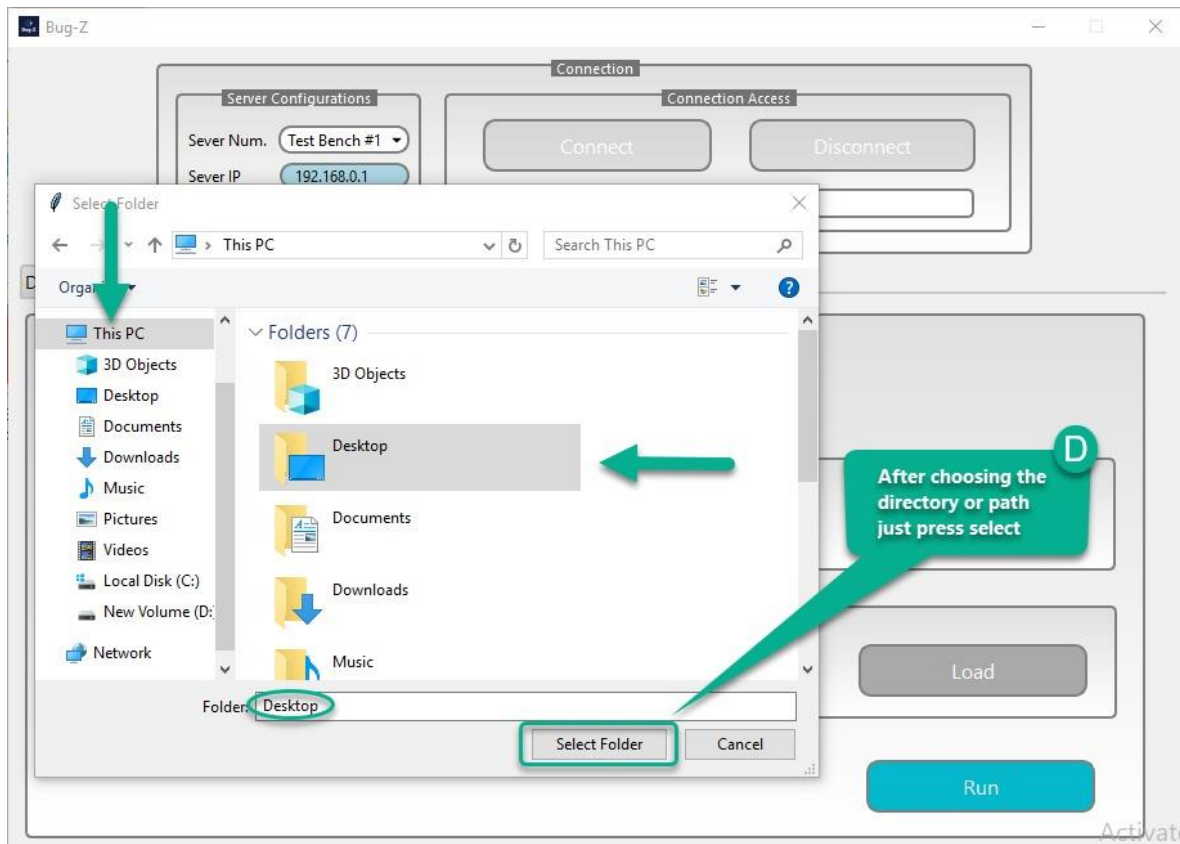 Bug-Z
Connection
Server Configurations
Connection Access
Sever Num.
Test Bench #1
Connect
Disconnect
Sever IP
192.168.0.1
Select Folder
This PC
Search This PC
D
This PC
3D Objects
Desktop
Documents
Downloads
Music
Pictures
Videos
Local Disk (C:)
New Volume (D:
Network
Folders (7)
3D Objects
Desktop
Documents
Downloads
Music
D
After choosing the
directory or path
just press select
Load
Folder:
Desktop
Select Folder
Cancel
Run